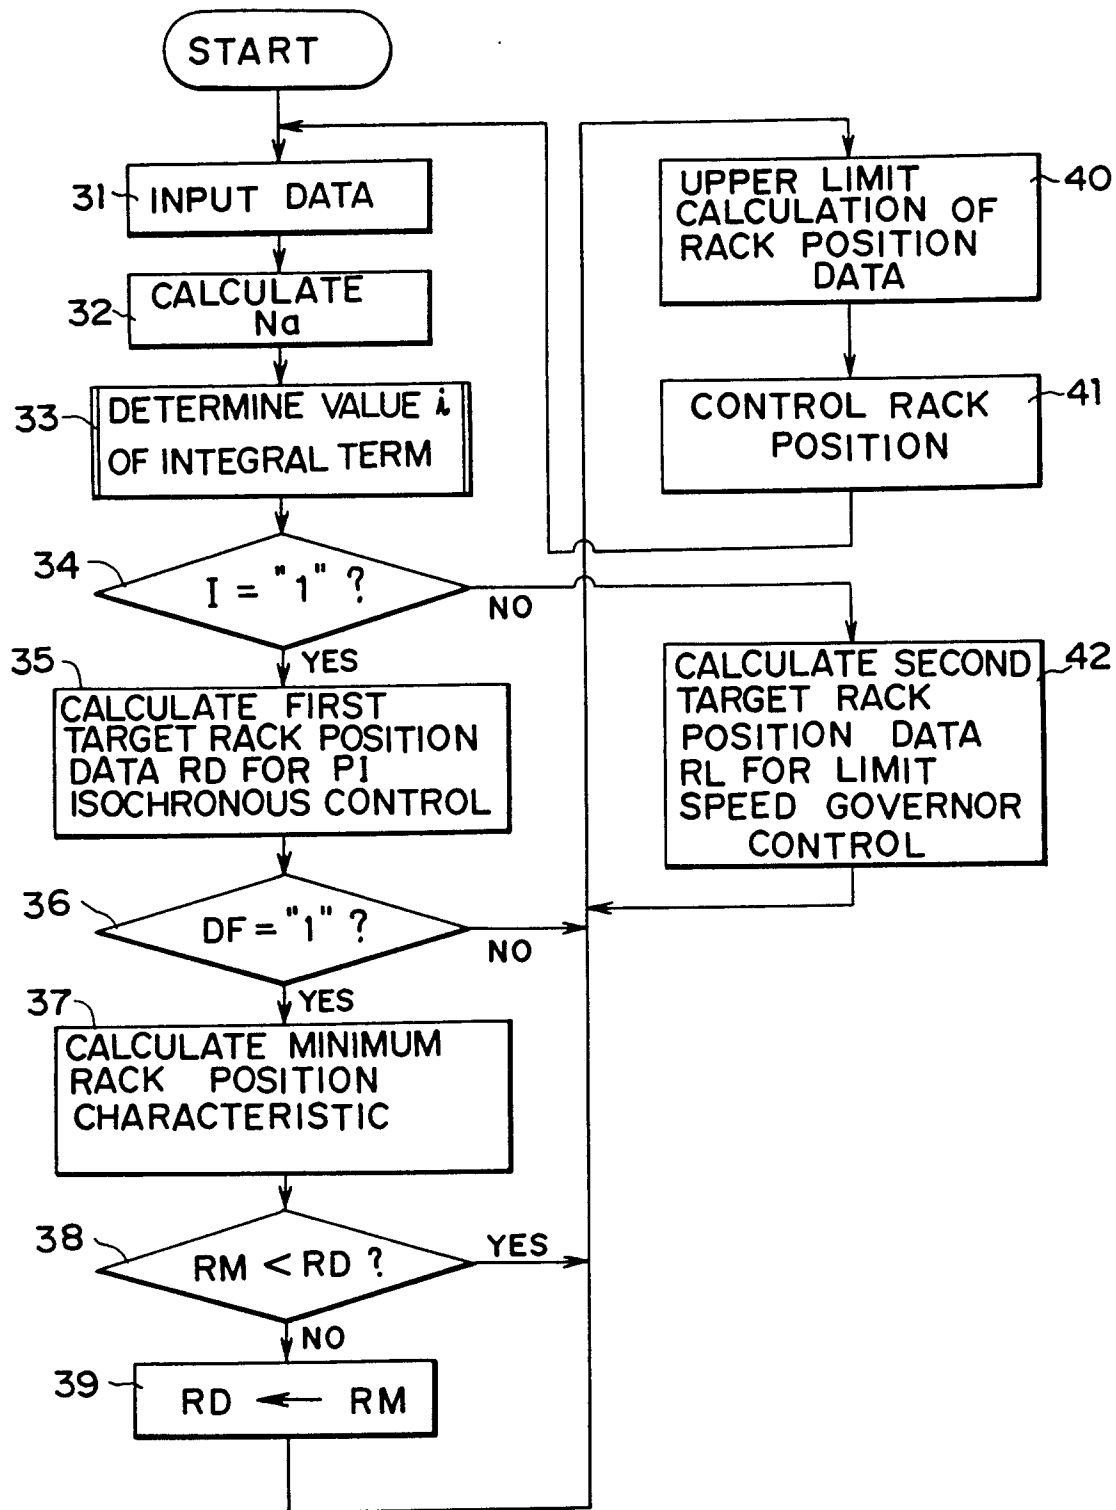 START
31
INPUT DATA
32
CALCULATE
Na
33
DETERMINE VALUE i
OF INTEGRAL TERM
34
I = "1" ?
NO
YES
35
CALCULATE FIRST
TARGET RACK POSITION
DATA RD FOR PI
ISOCHRONOUS CONTROL
36
DF = "1" ?
NO
YES
37
CALCULATE MINIMUM
RACK POSITION
CHARACTERISTIC
38
RM < RD ?
YES
NO
39
RD ← RM
40
UPPER LIMIT
CALCULATION OF
RACK POSITION
DATA
41
CONTROL RACK
POSITION
42
CALCULATE SECOND
TARGET RACK
POSITION DATA
RL FOR LIMIT
SPEED GOVERNOR
CONTROL